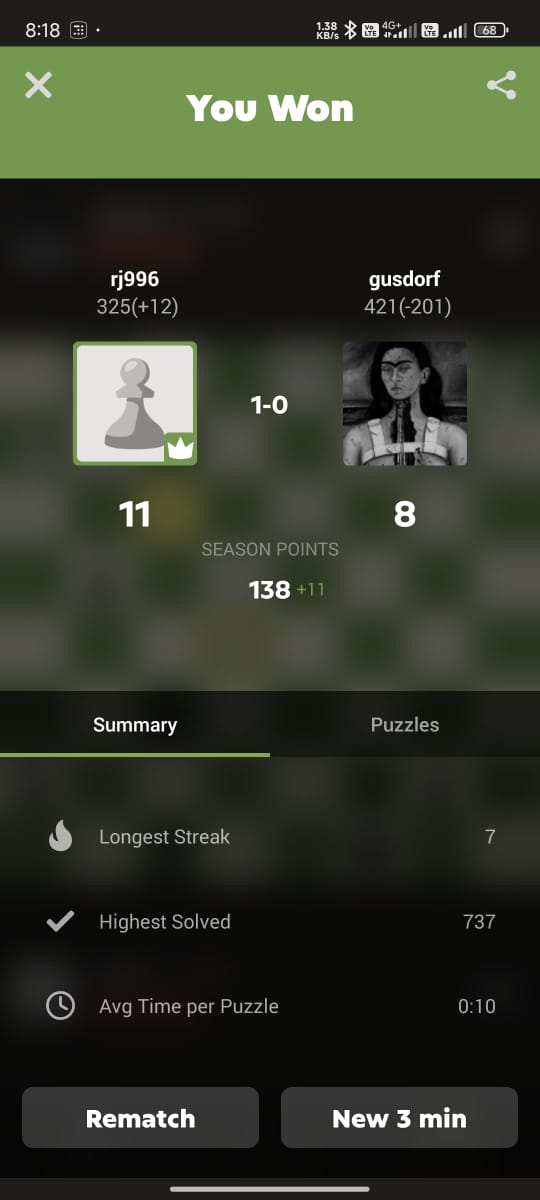 8:18
1.38 KB/s
Vo LTE 4G+ Vo LTE 68
You Won
rj996 gusdorf
325(+12) 421(-201)
1-0
11 8
SEASON POINTS
138 +11
Summary Puzzles
Longest Streak 7
Highest Solved 737
Avg Time per Puzzle 0:10
Rematch New 3 min